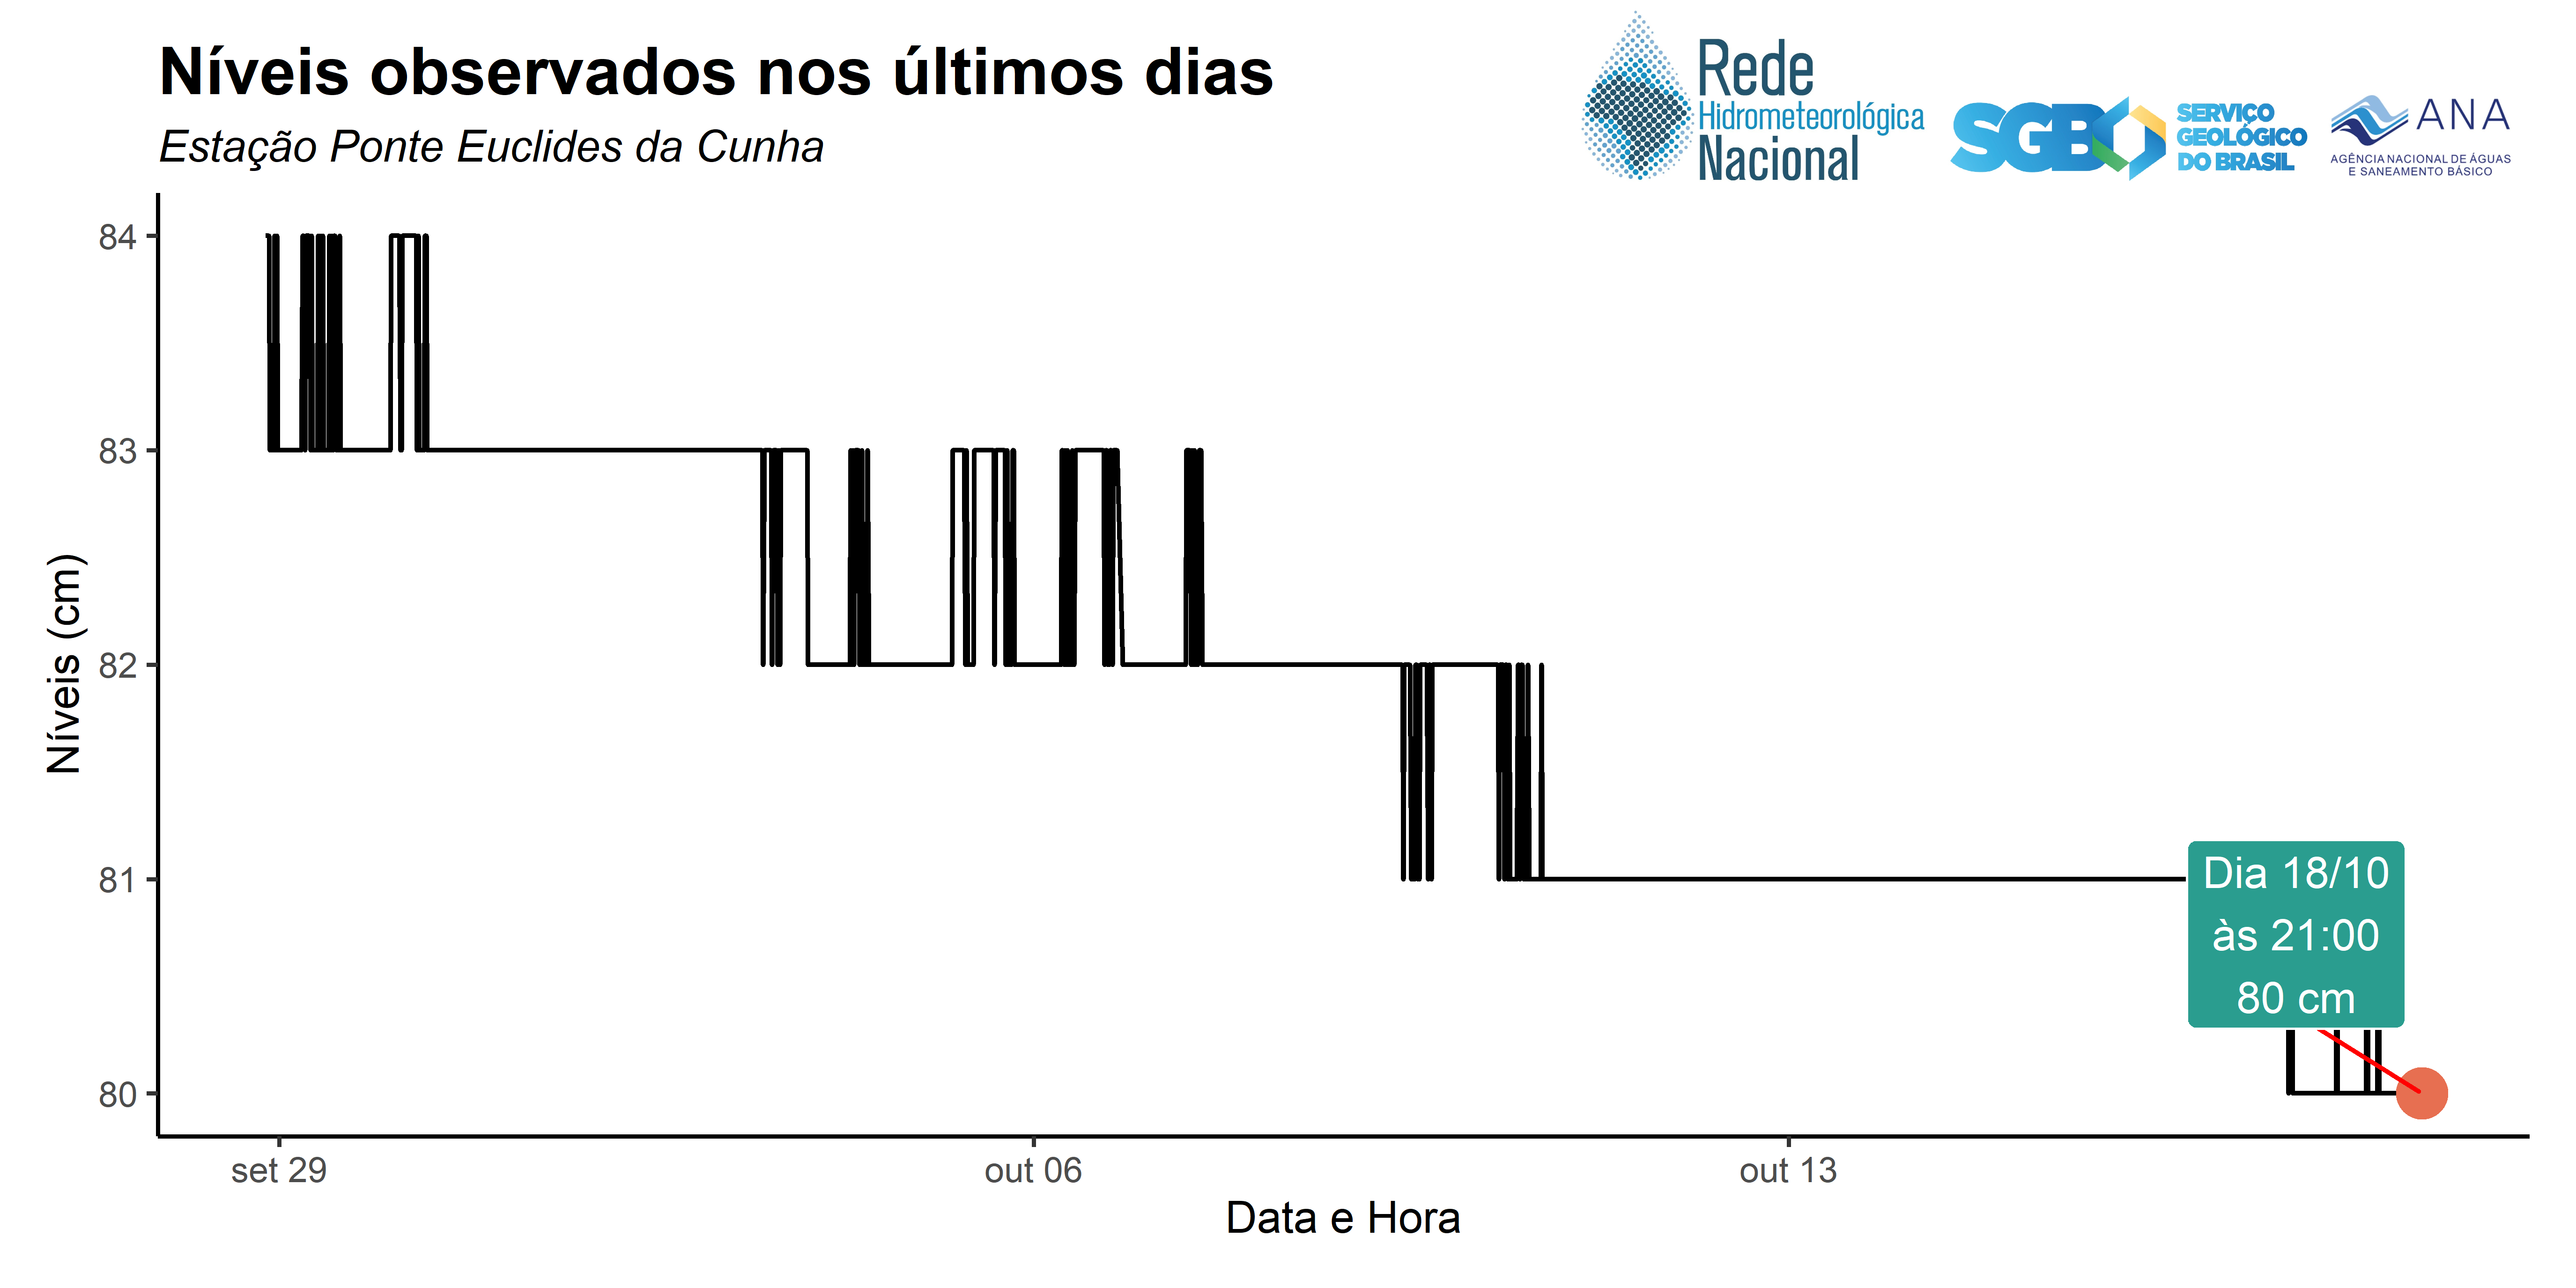 Níveis observados nos últimos dias
Estação Ponte Euclides da Cunha
Rede
Hidrometeorológica
Nacional
SGB
SERVIÇO
GEOLÓGICO
DO BRASIL
ANA
AGÊNCIA NACIONAL DE ÁGUAS
E SANEAMENTO BÁSICO
Níveis (cm)
84
83
82
81
80
Dia 18/10
às 21:00
80 cm
set 29
out 06
out 13
Data e Hora